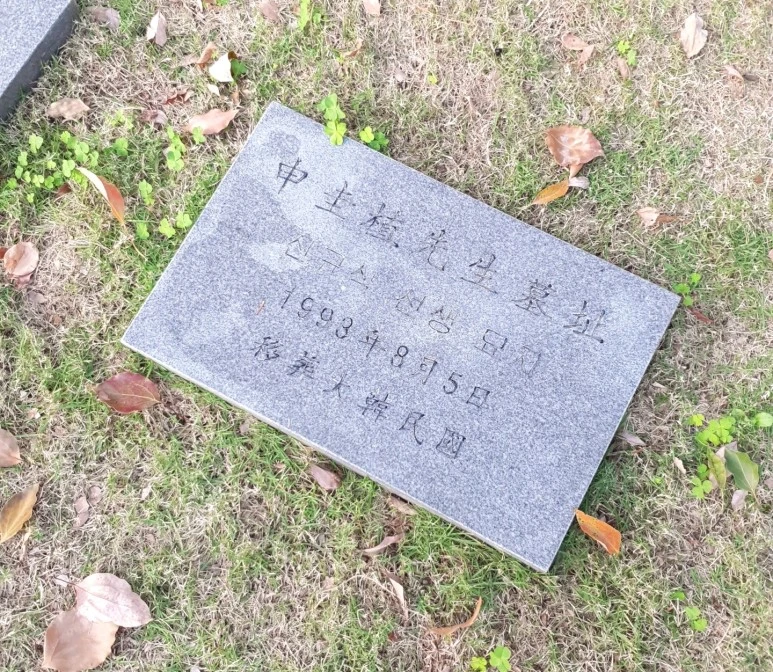 申圭植先生墓址
신규식 선생 묘지
1993年8月5日
移葬大韓民國